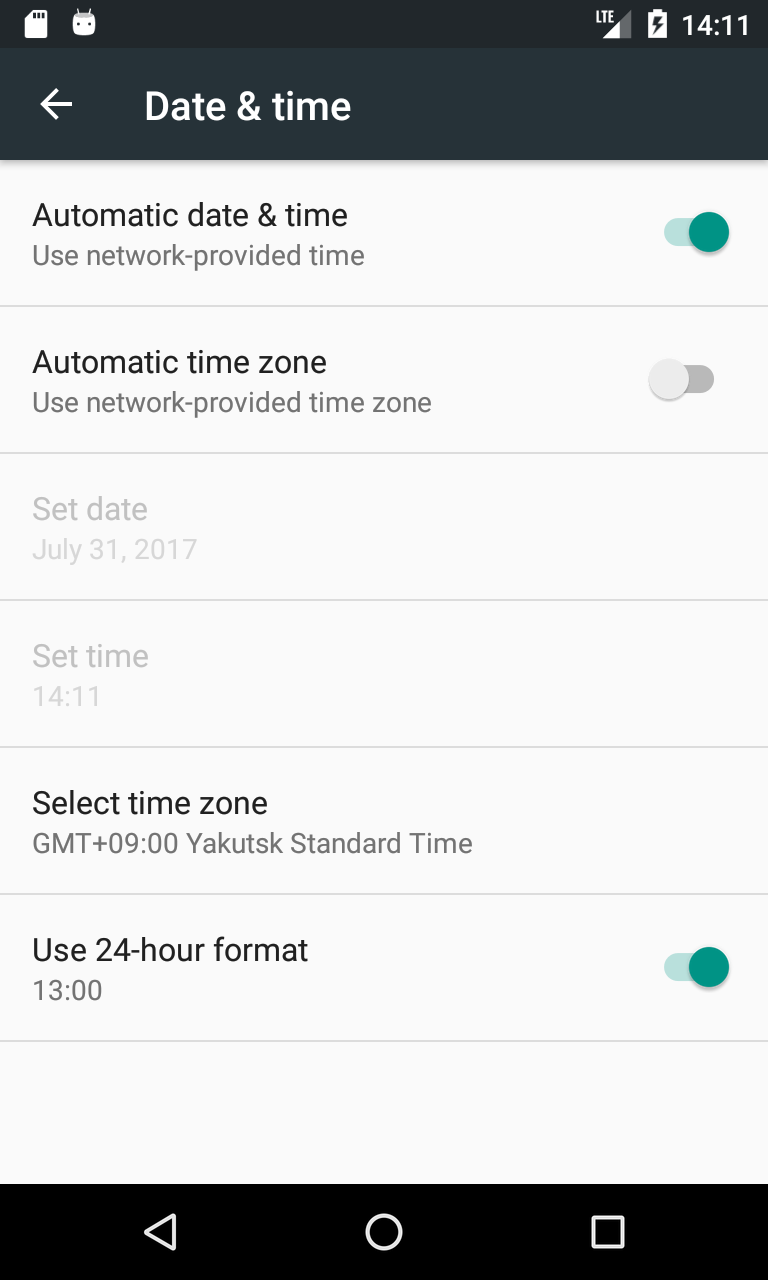 LTE 14:11
Date & time
Automatic date & time
Use network-provided time
Automatic time zone
Use network-provided time zone
Set date
July 31, 2017
Set time
14:11
Select time zone
GMT+09:00 Yakutsk Standard Time
Use 24-hour format
13:00